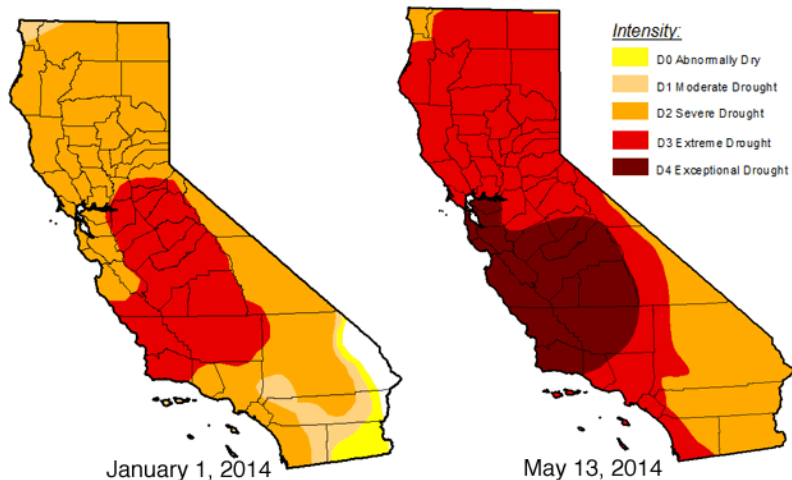 Intensity:
D0 Abnormally Dry
D1 Moderate Drought
D2 Severe Drought
D3 Extreme Drought
D4 Exceptional Drought
January 1, 2014
May 13, 2014